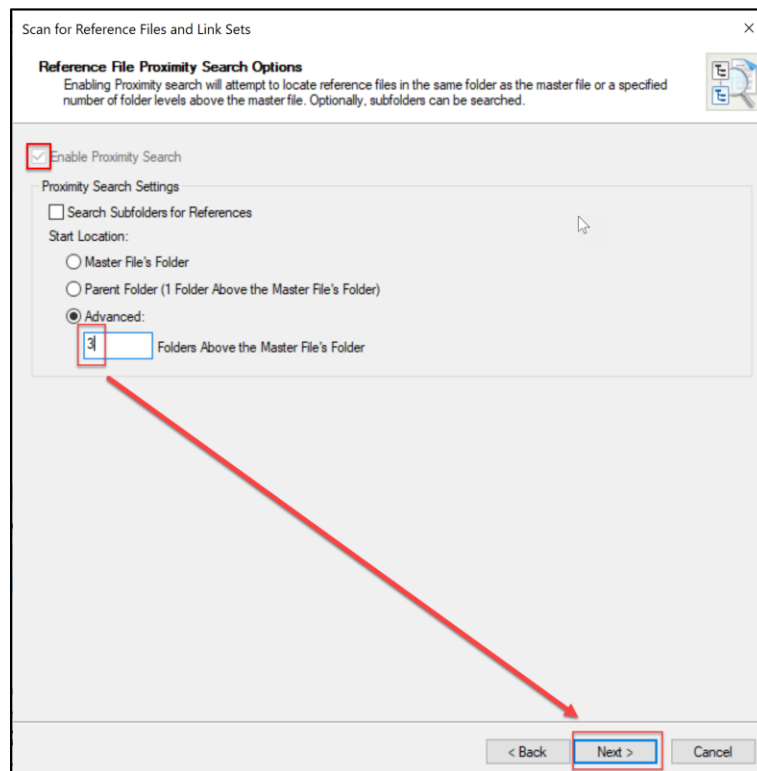 Scan for Reference Files and Link Sets
Reference File Proximity Search Options
Enabling Proximity search will attempt to locate reference files in the same folder as the master file or a specified
number of folder levels above the master file. Optionally, subfolders can be searched.
Enable Proximity Search
Proximity Search Settings
Search Subfolders for References
Start Location:
Master File's Folder
Parent Folder (1 Folder Above the Master File's Folder)
Advanced:
3 Folders Above the Master File's Folder
< Back Next > Cancel